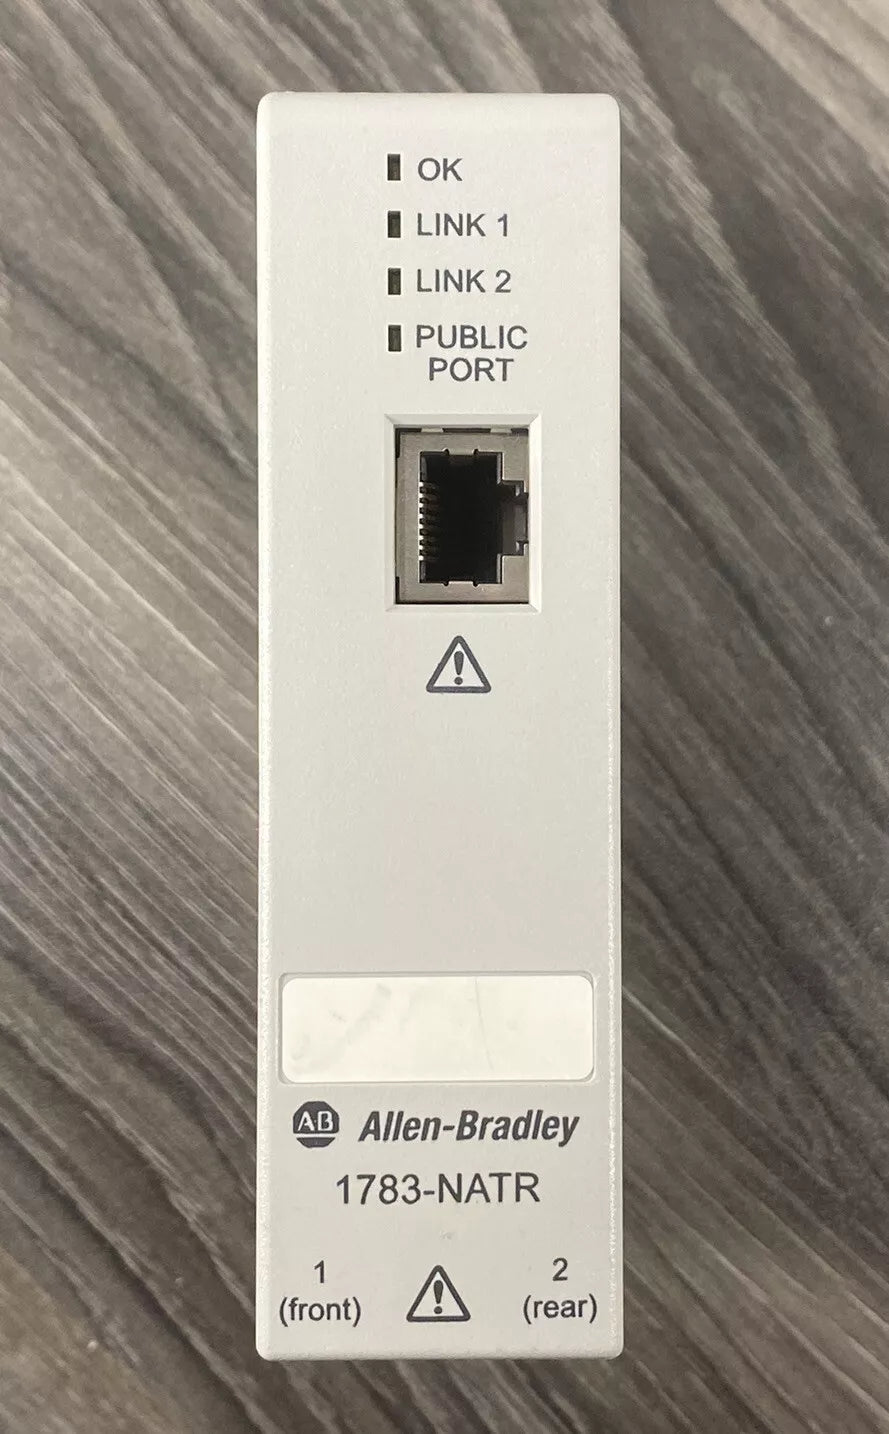 OK
LINK 1
LINK 2
PUBLIC
PORT
AB Allen-Bradley
1783-NATR
1 2
(front) (rear)